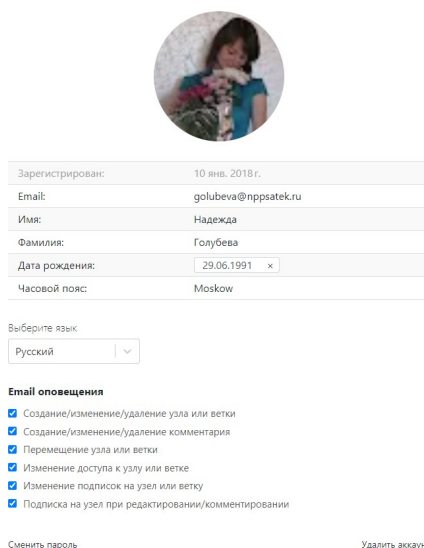 Зарегистрирован: 10 янв. 2018 г.
Email: golubeva@nppsatek.ru
Имя: Надежда
Фамилия: Голубева
Дата рождения: 29.06.1991 ×
Часовой пояс: Moskow
Выберите язык
Русский
Email оповещения
Создание/изменение/удаление узла или ветки
Создание/изменение/удаление комментария
Перемещение узла или ветки
Изменение доступа к узлу или ветке
Изменение подписок на узел или ветку
Подписка на узел при редактировании/комментировании
Сменить пароль Удалить аккаун